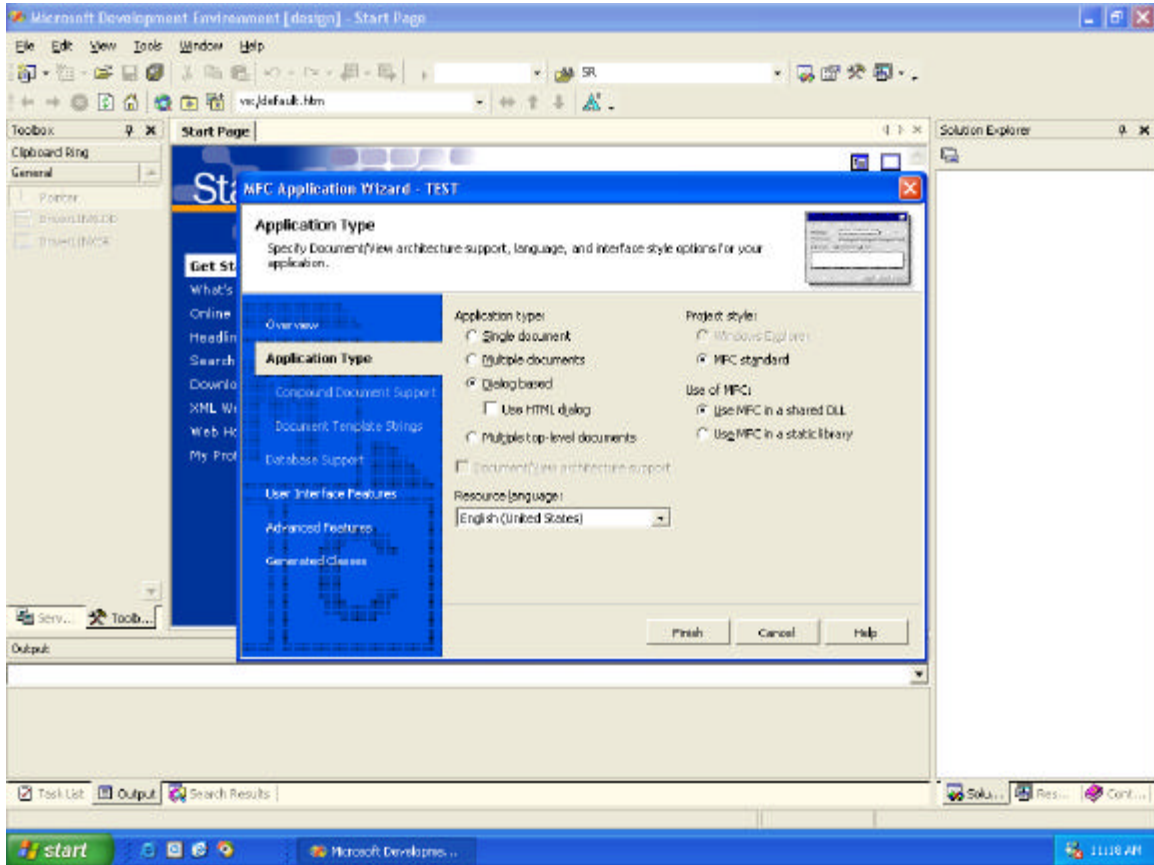 Microsoft Development Environment [design] - Start Page
File Edit View Tools Window Help
SR
vs:/default.htm
Toolbox
Start Page
Solution Explorer
Clipboard Ring
General
Pointer
MFC Application Wizard - TEST
Application Type
Specify Document/View architecture support, language, and interface style options for your
application.
Get St
What's
Online
Headlin
Search
Downlo
XML W
Web Ho
My Prof
Overview
Application Type
Compound Document Support
Document Template Strings
Database Support
User Interface Features
Advanced Features
Generated Classes
Application type:
Single document
Multiple documents
Dialog based
Use HTML dialog
Multiple top-level documents
Document/View architecture support
Resource language:
English (United States)
Project style:
Windows Explorer
MFC standard
Use of MFC:
Use MFC in a shared DLL
Use MFC in a static library
Finish Cancel Help
Serv... Toolb...
Output
Task List Output Search Results
Solu... Res... Cont...
start Microsoft Developme... 11:18 AM